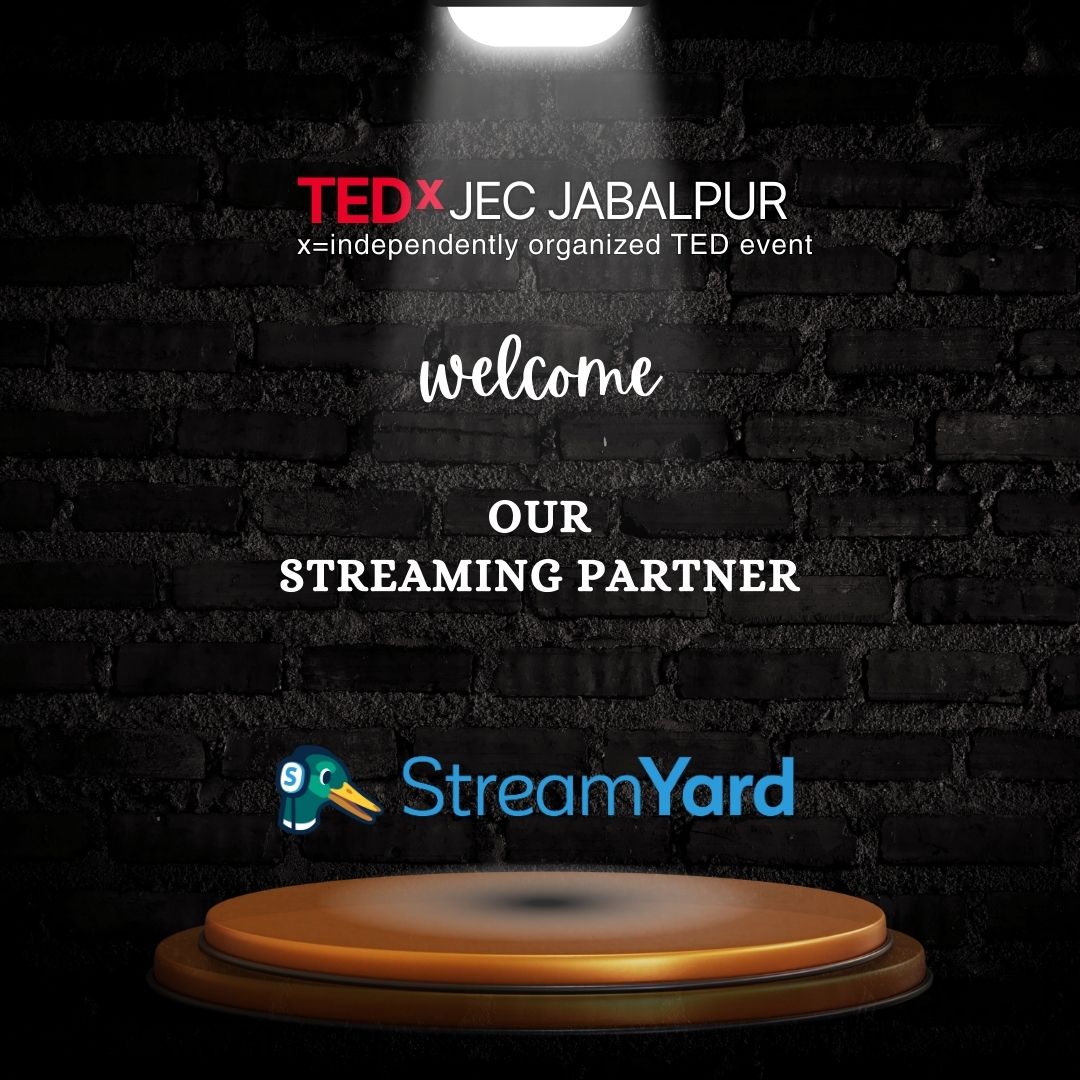 TEDx JEC JABALPUR
x=independently organized TED event
welcome
OUR
STREAMING PARTNER
S StreamYard